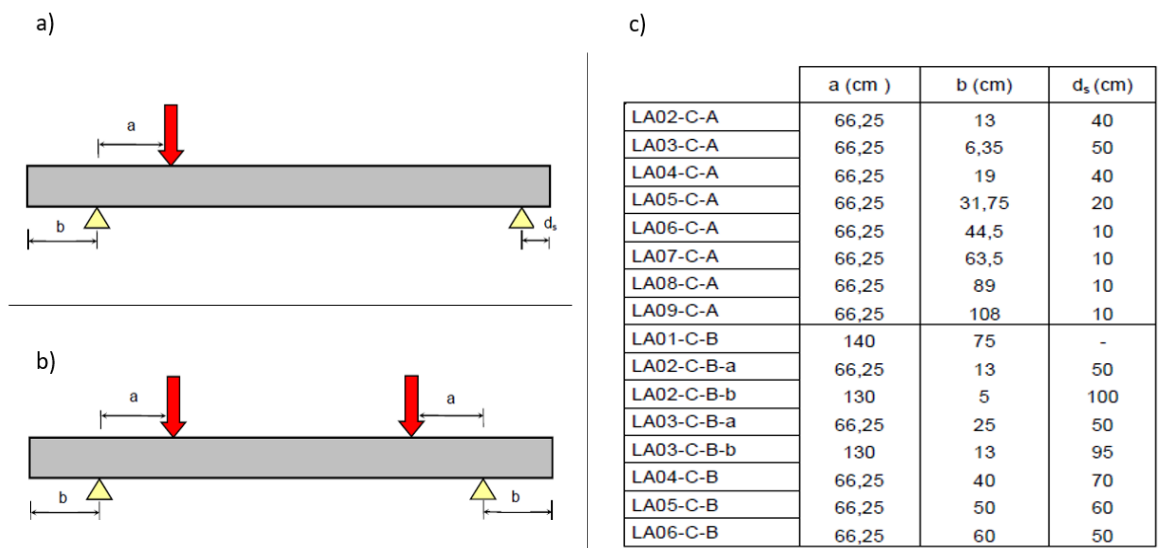 a)
a
b
dₛ
b)
a
a
b
b
c)
a (cm ) b (cm) dₛ (cm)
LA02-C-A 66,25 13 40
LA03-C-A 66,25 6,35 50
LA04-C-A 66,25 19 40
LA05-C-A 66,25 31,75 20
LA06-C-A 66,25 44,5 10
LA07-C-A 66,25 63,5 10
LA08-C-A 66,25 89 10
LA09-C-A 66,25 108 10
LA01-C-B 140 75 -
LA02-C-B-a 66,25 13 50
LA02-C-B-b 130 5 100
LA03-C-B-a 66,25 25 50
LA03-C-B-b 130 13 95
LA04-C-B 66,25 40 70
LA05-C-B 66,25 50 60
LA06-C-B 66,25 60 50